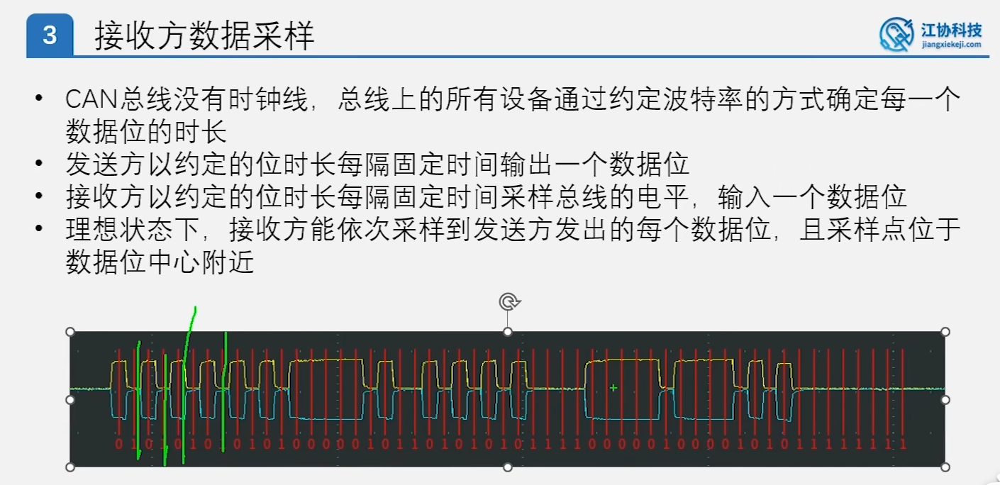 3 接收方数据采样
江协科技
jiangxiekeji.com
• CAN总线没有时钟线，总线上的所有设备通过约定波特率的方式确定每一个
数据位的时长
• 发送方以约定的位时长每隔固定时间输出一个数据位
• 接收方以约定的位时长每隔固定时间采样总线的电平，输入一个数据位
• 理想状态下，接收方能依次采样到发送方发出的每个数据位，且采样点位于
数据位中心附近
0 1 0 1 0 1 0 1 0 1 0 1 0 0 0 0 0 1 0 1 1 0 1 0 1 0 1 0 1 1 1 1 0 0 0 0 0 1 0 0 0 0 1 0 1 0 1 1 1 1 1 1 1 1